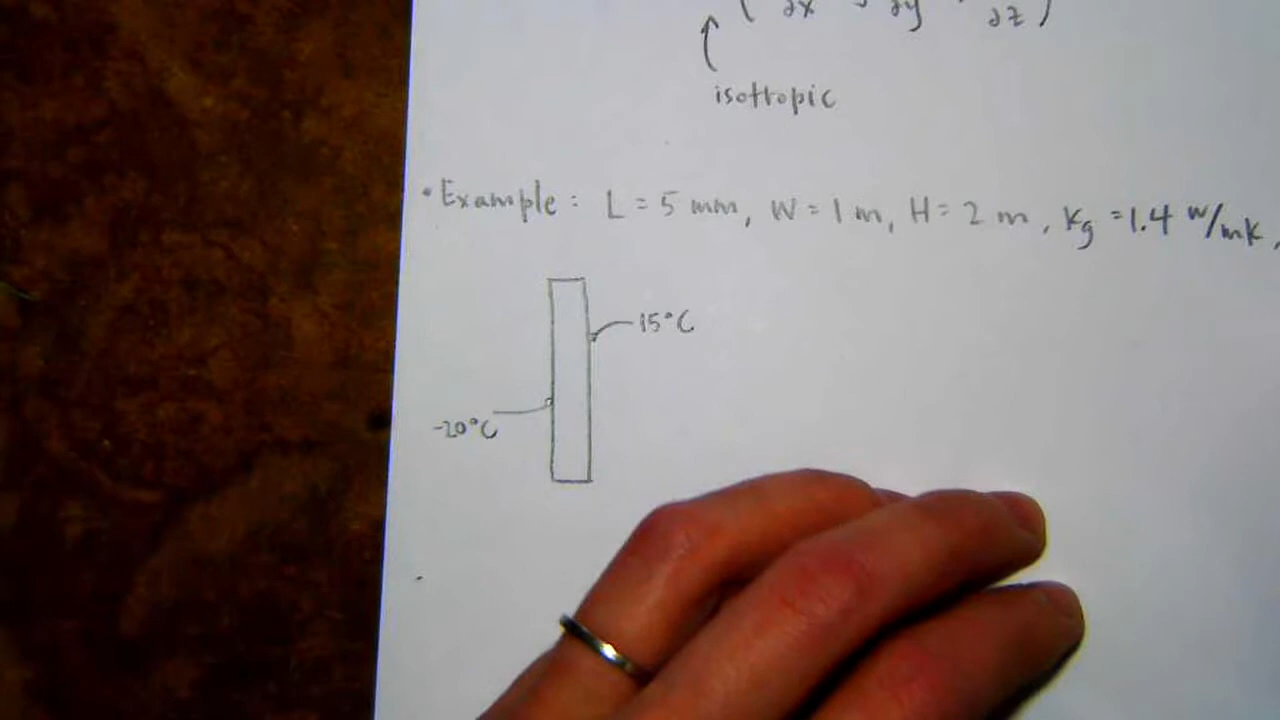 ( ∂x ∂y ∂z )
isotropic
• Example: L = 5 mm, W = 1 m, H = 2 m, kg = 1.4 W/mK,
15°C
-20°C